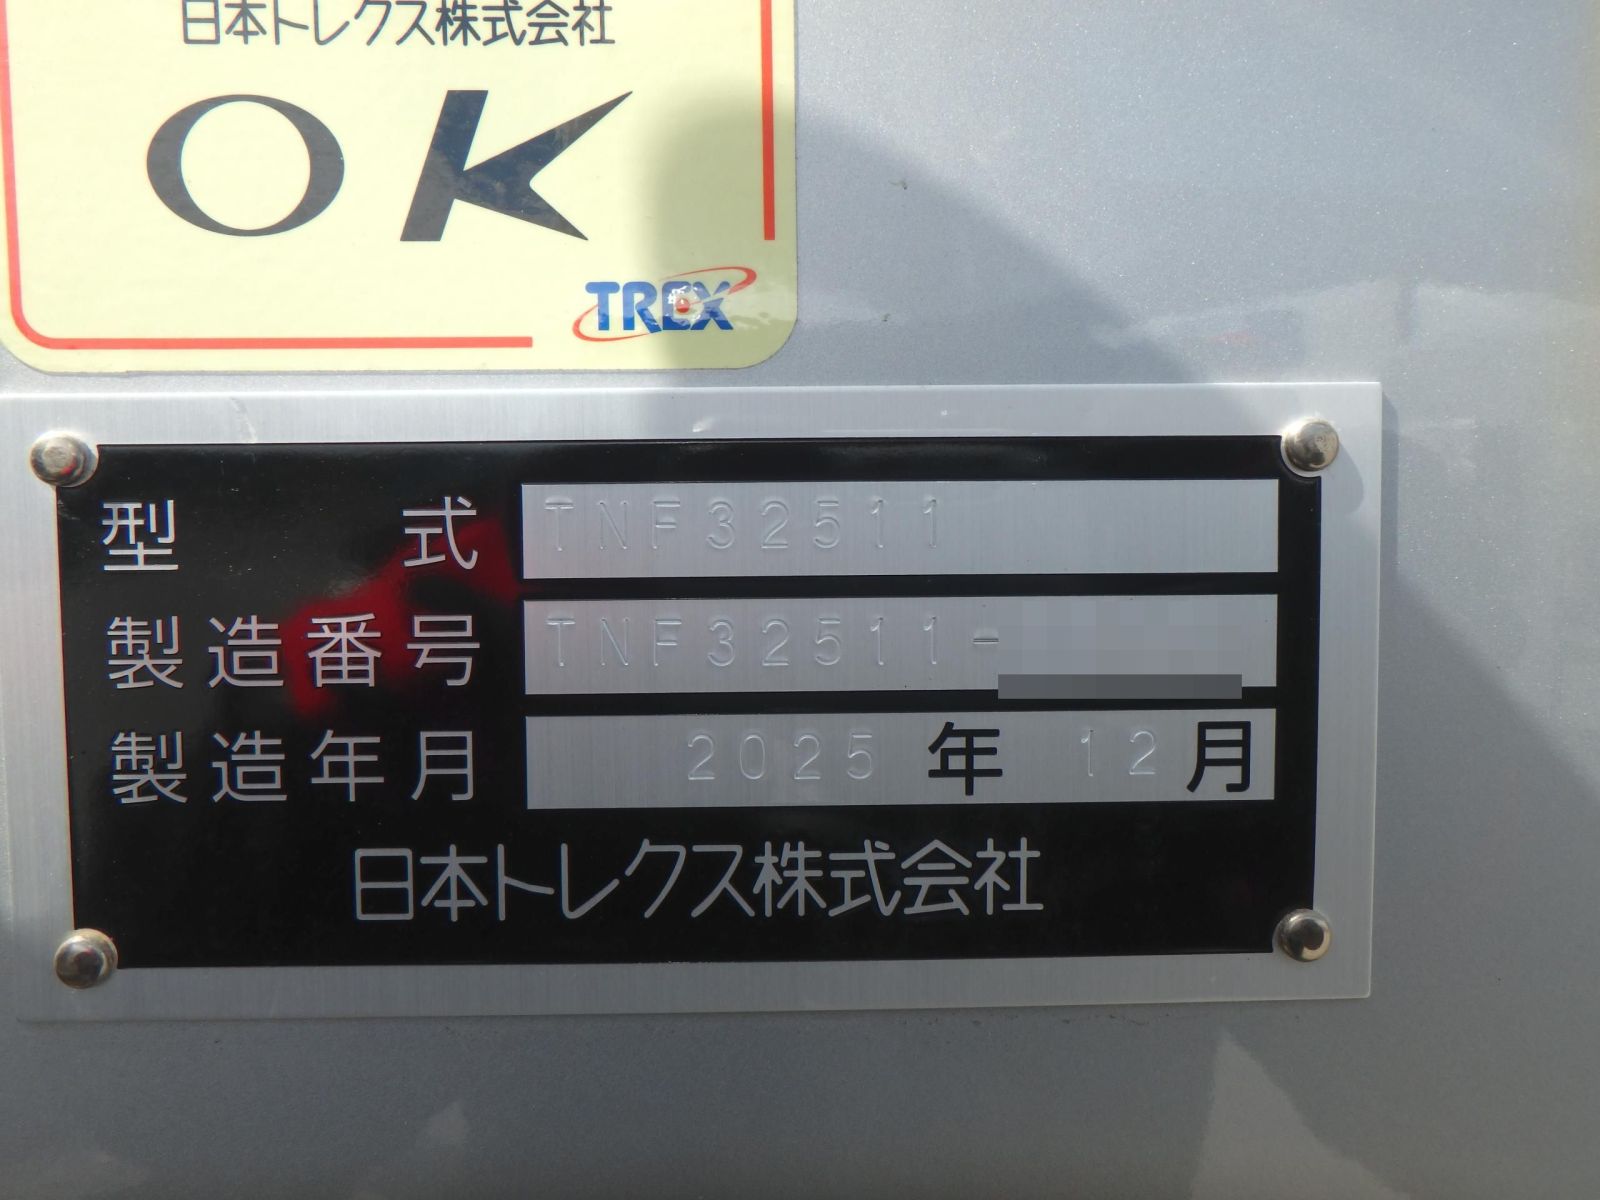 日本トレクス株式会社
OK
TREX
型式 TNF32511
製造番号 TNF32511-
製造年月 2025年12月
日本トレクス株式会社